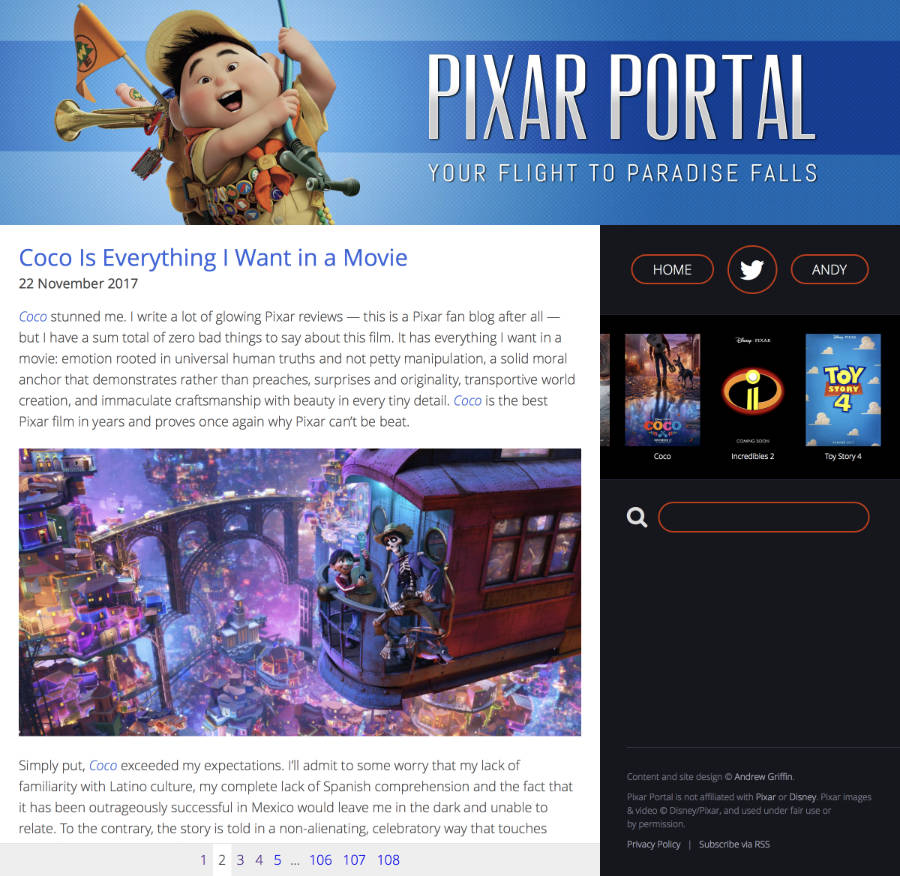 PIXAR PORTAL
YOUR FLIGHT TO PARADISE FALLS
Coco Is Everything I Want in a Movie
22 November 2017
Coco stunned me. I write a lot of glowing Pixar reviews — this is a Pixar fan blog after all —
but I have a sum total of zero bad things to say about this film. It has everything I want in a
movie: emotion rooted in universal human truths and not petty manipulation, a solid moral
anchor that demonstrates rather than preaches, surprises and originality, transportive world
creation, and immaculate craftsmanship with beauty in every tiny detail. Coco is the best
Pixar film in years and proves once again why Pixar can’t be beat.
Simply put, Coco exceeded my expectations. I’ll admit to some worry that my lack of
familiarity with Latino culture, my complete lack of Spanish comprehension and the fact that
it has been outrageously successful in Mexico would leave me in the dark and unable to
relate. To the contrary, the story is told in a non-alienating, celebratory way that touches
1 2 3 4 5 ... 106 107 108
HOME
ANDY
COCO
Coco
Disney · PIXAR
COMING SOON
Incredibles 2
Disney · PIXAR
TOY
STORY
4
Toy Story 4
Content and site design © Andrew Griffin.
Pixar Portal is not affiliated with Pixar or Disney. Pixar images
& video © Disney/Pixar, and used under fair use or
by permission.
Privacy Policy | Subscribe via RSS